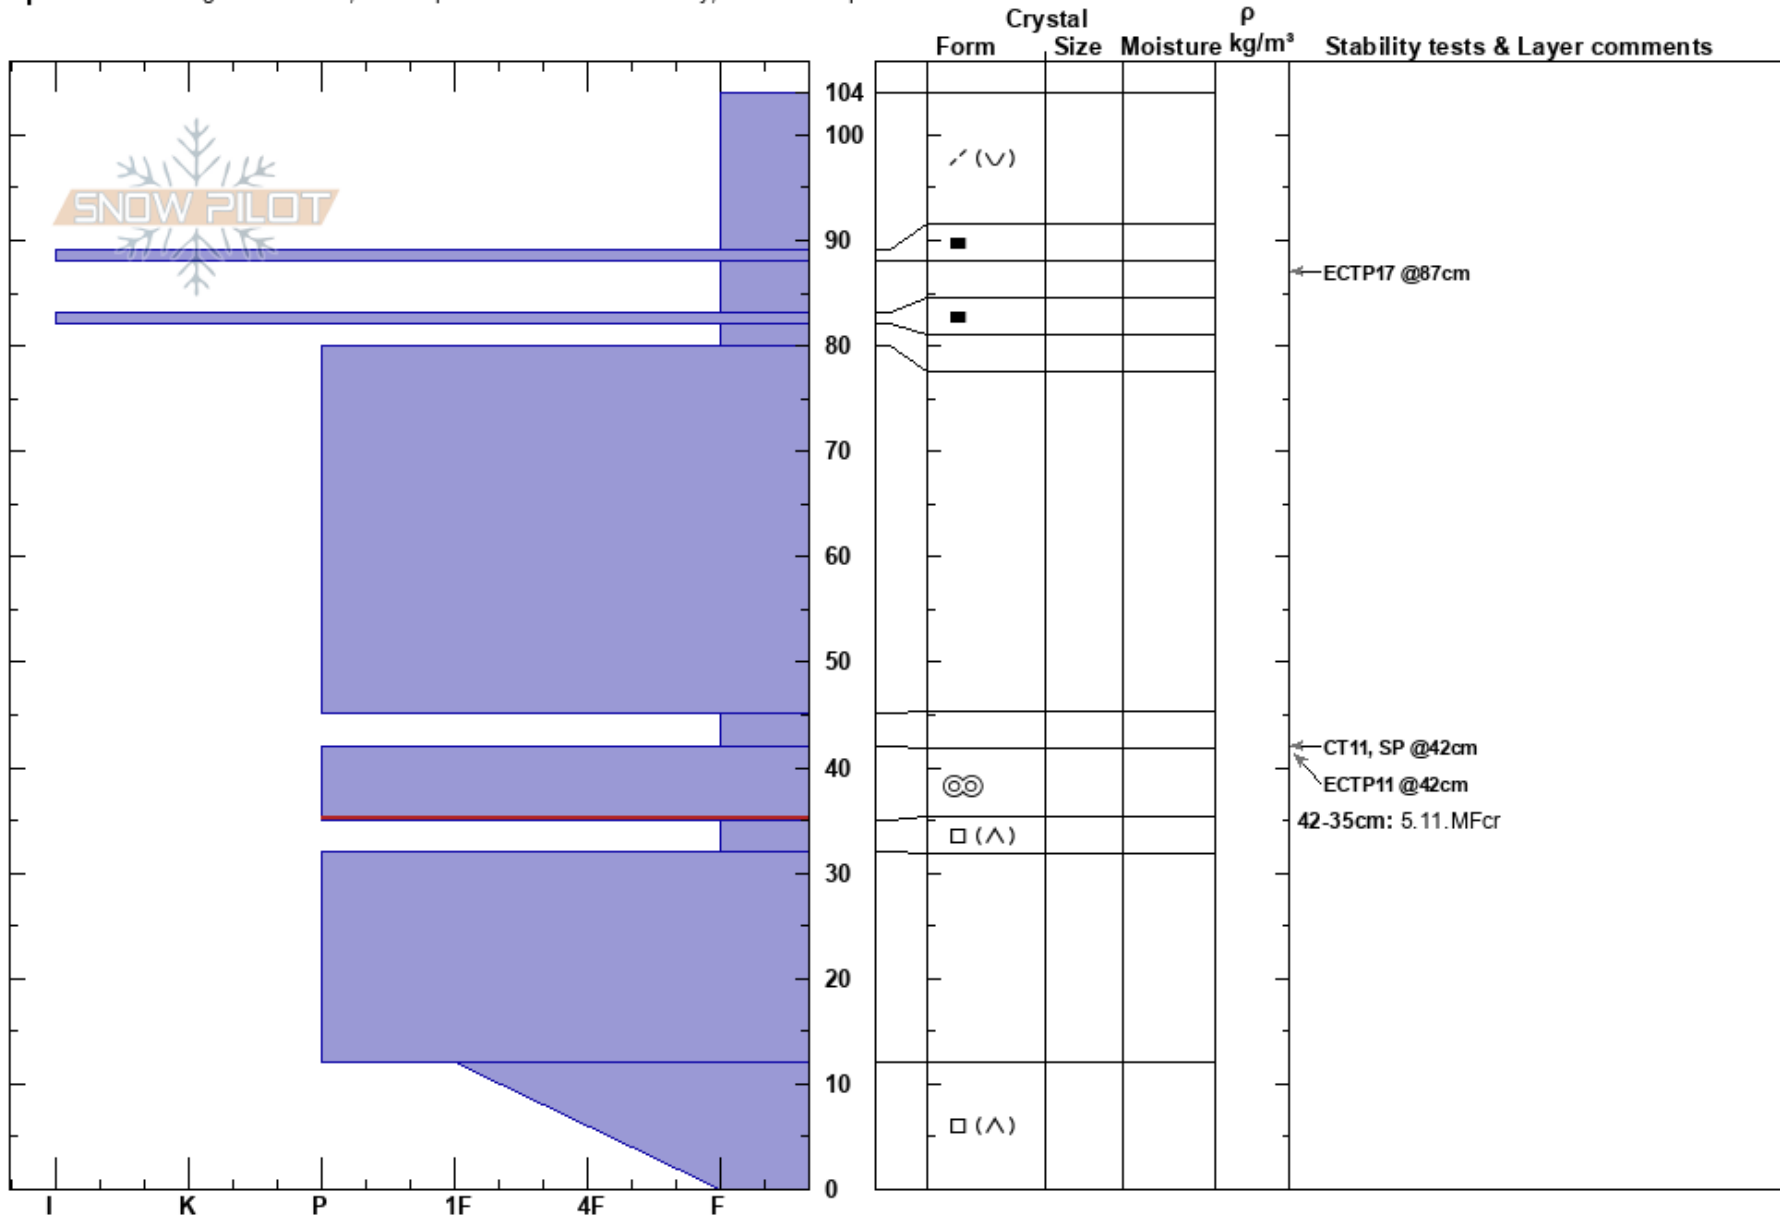 Crystal
ρ
Form Size Moisture kg/m³ Stability tests & Layer comments
104
100
SNOW PILOT
90
ECTP17 @87cm
80
70
60
50
CT11, SP @42cm
40
ECTP11 @42cm
42-35cm: 5.11.MFcr
30
20
10
0
I K P 1F 4F F